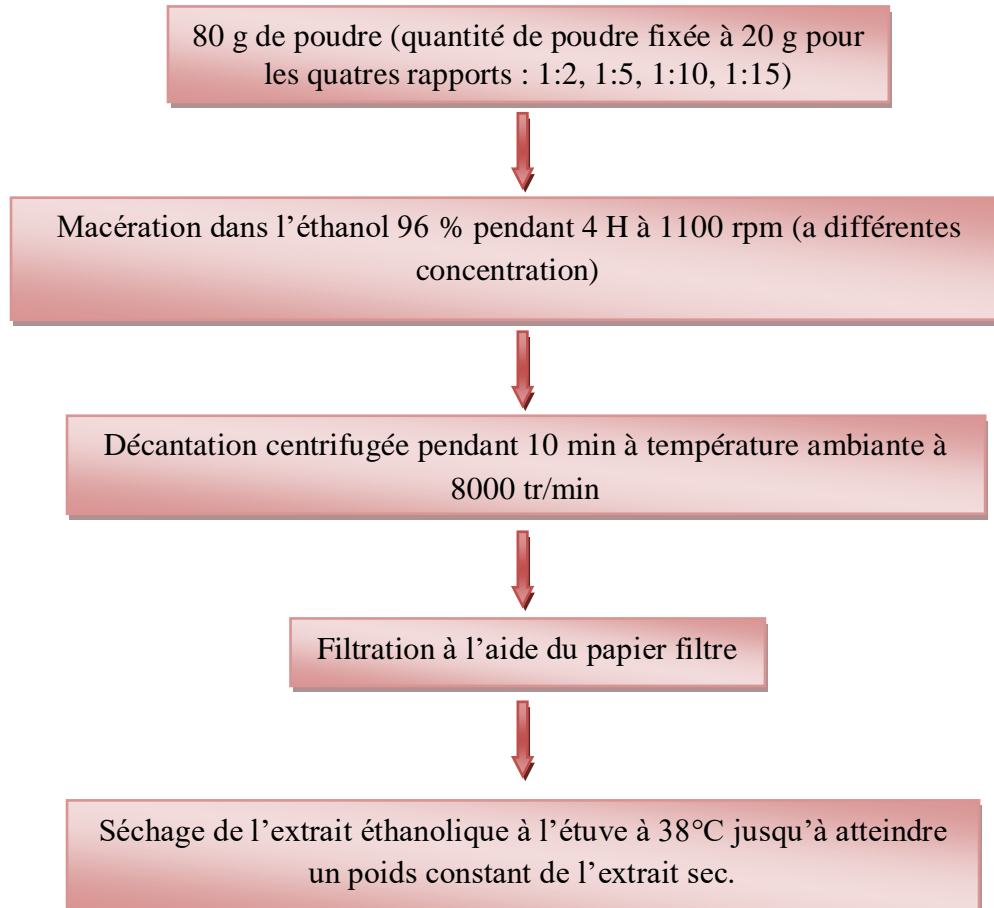 80 g de poudre (quantité de poudre fixée à 20 g pour
les quatres rapports : 1:2, 1:5, 1:10, 1:15)
Macération dans l’éthanol 96 % pendant 4 H à 1100 rpm (a différentes
concentration)
Décantation centrifugée pendant 10 min à température ambiante à
8000 tr/min
Filtration à l’aide du papier filtre
Séchage de l’extrait éthanolique à l’étuve à 38°C jusqu’à atteindre
un poids constant de l’extrait sec.